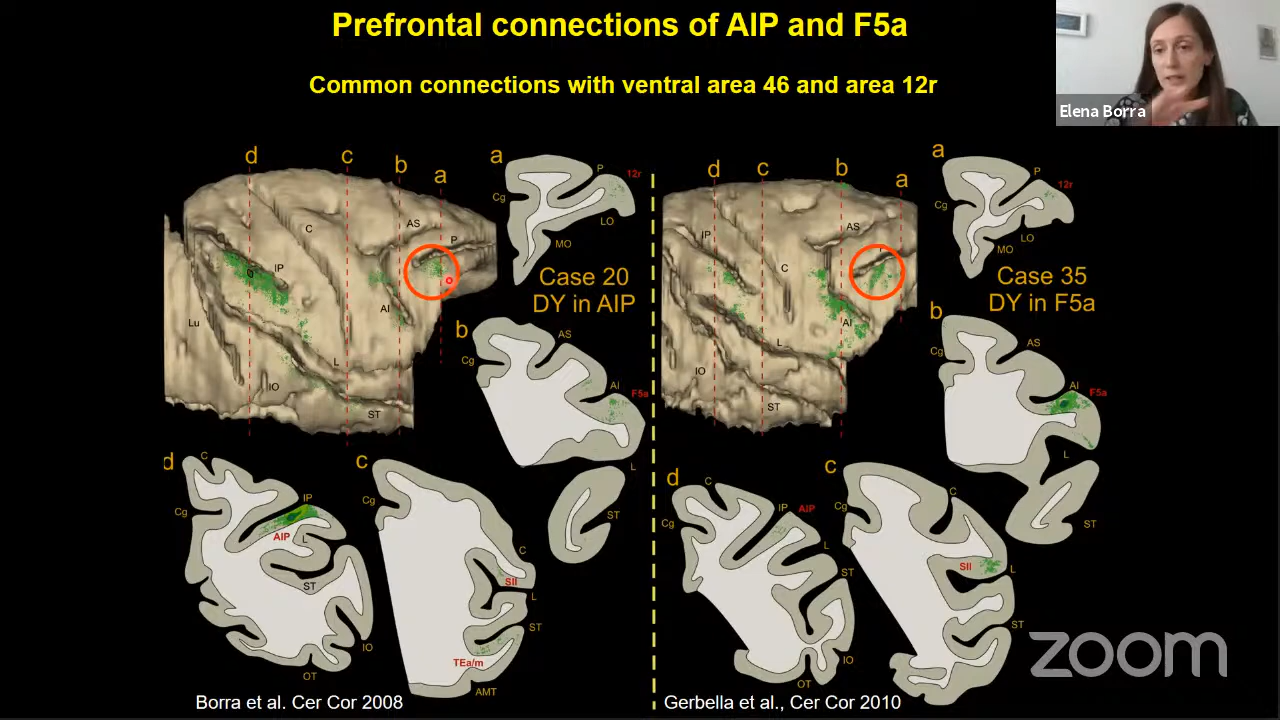 Prefrontal connections of AIP and F5a
Common connections with ventral area 46 and area 12r
Elena Borra
d
c
b
a
C
AS
P
IP
AI
Lu
L
IO
ST
a
P
12r
Cg
LO
MO
Case 20
DY in AIP
b
AS
Cg
AI
F5a
L
ST
d
C
Cg
IP
AIP
ST
IO
OT
c
Cg
C
SII
L
ST
TEa/m
AMT
Borra et al. Cer Cor 2008
d
c
b
a
IP
AS
P
C
AI
L
IO
ST
a
P
12r
Cg
LO
MO
Case 35
DY in F5a
b
AS
Cg
AI
F5a
L
ST
d
C
IP
AIP
Cg
L
ST
IO
OT
c
C
Cg
SII
L
ST
Gerbella et al., Cer Cor 2010
zoom